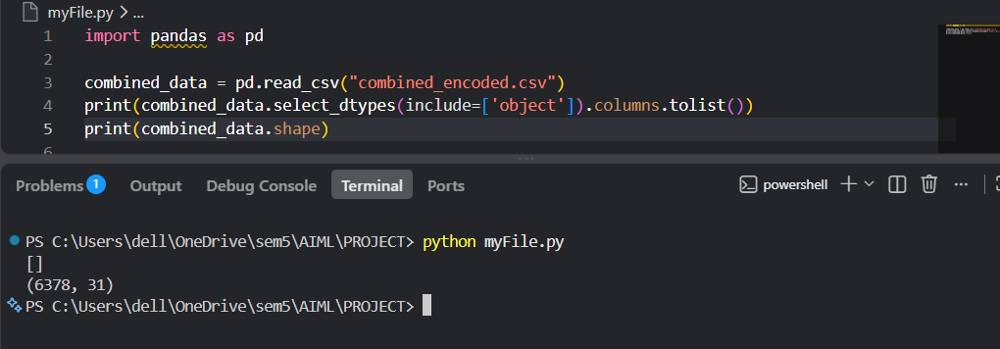 myFile.py > ...
1 import pandas as pd
2
3 combined_data = pd.read_csv("combined_encoded.csv")
4 print(combined_data.select_dtypes(include=['object']).columns.tolist())
5 print(combined_data.shape)
6
Problems 1 Output Debug Console Terminal Ports powershell
PS C:\Users\dell\OneDrive\sem5\AIML\PROJECT> python myFile.py
[]
(6378, 31)
PS C:\Users\dell\OneDrive\sem5\AIML\PROJECT>